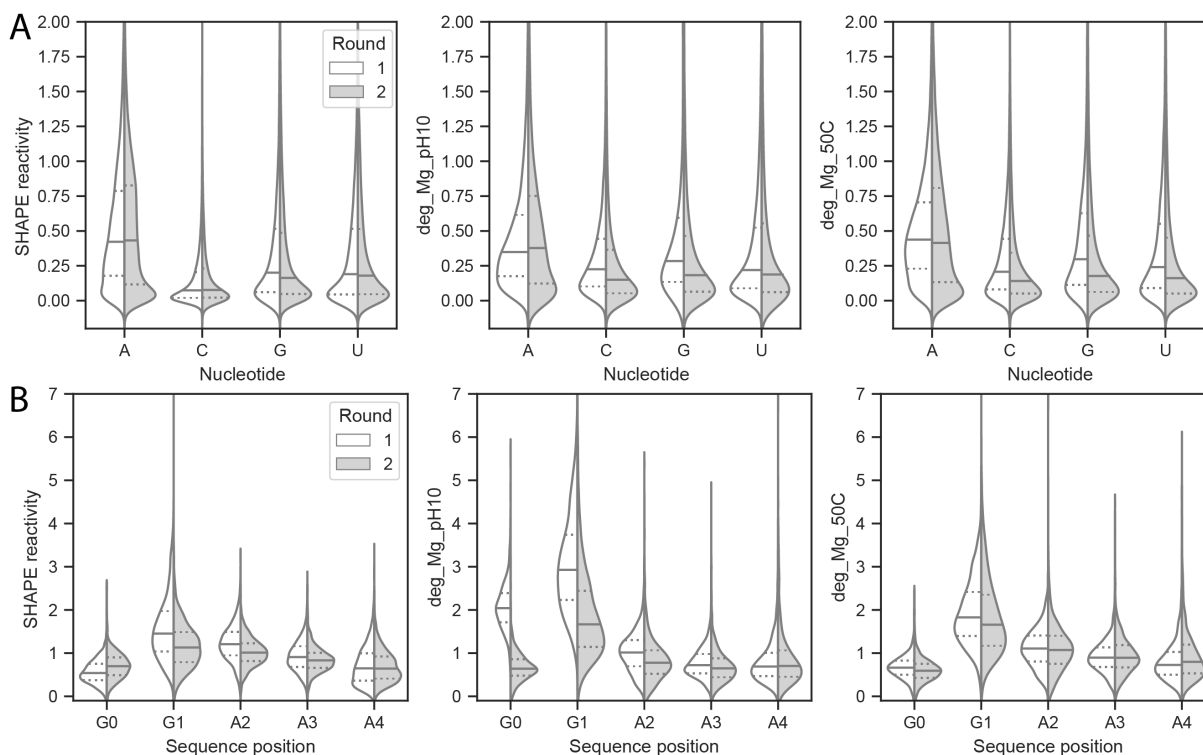 A
SHAPE reactivity
2.00
1.75
1.50
1.25
1.00
0.75
0.50
0.25
0.00
Round
1
2
A C G U
Nucleotide
deg_Mg_pH10
2.00
1.75
1.50
1.25
1.00
0.75
0.50
0.25
0.00
A C G U
Nucleotide
deg_Mg_50C
2.00
1.75
1.50
1.25
1.00
0.75
0.50
0.25
0.00
A C G U
Nucleotide
B
SHAPE reactivity
7
6
5
4
3
2
1
0
Round
1
2
G0 G1 A2 A3 A4
Sequence position
deg_Mg_pH10
7
6
5
4
3
2
1
0
G0 G1 A2 A3 A4
Sequence position
deg_Mg_50C
7
6
5
4
3
2
1
0
G0 G1 A2 A3 A4
Sequence position